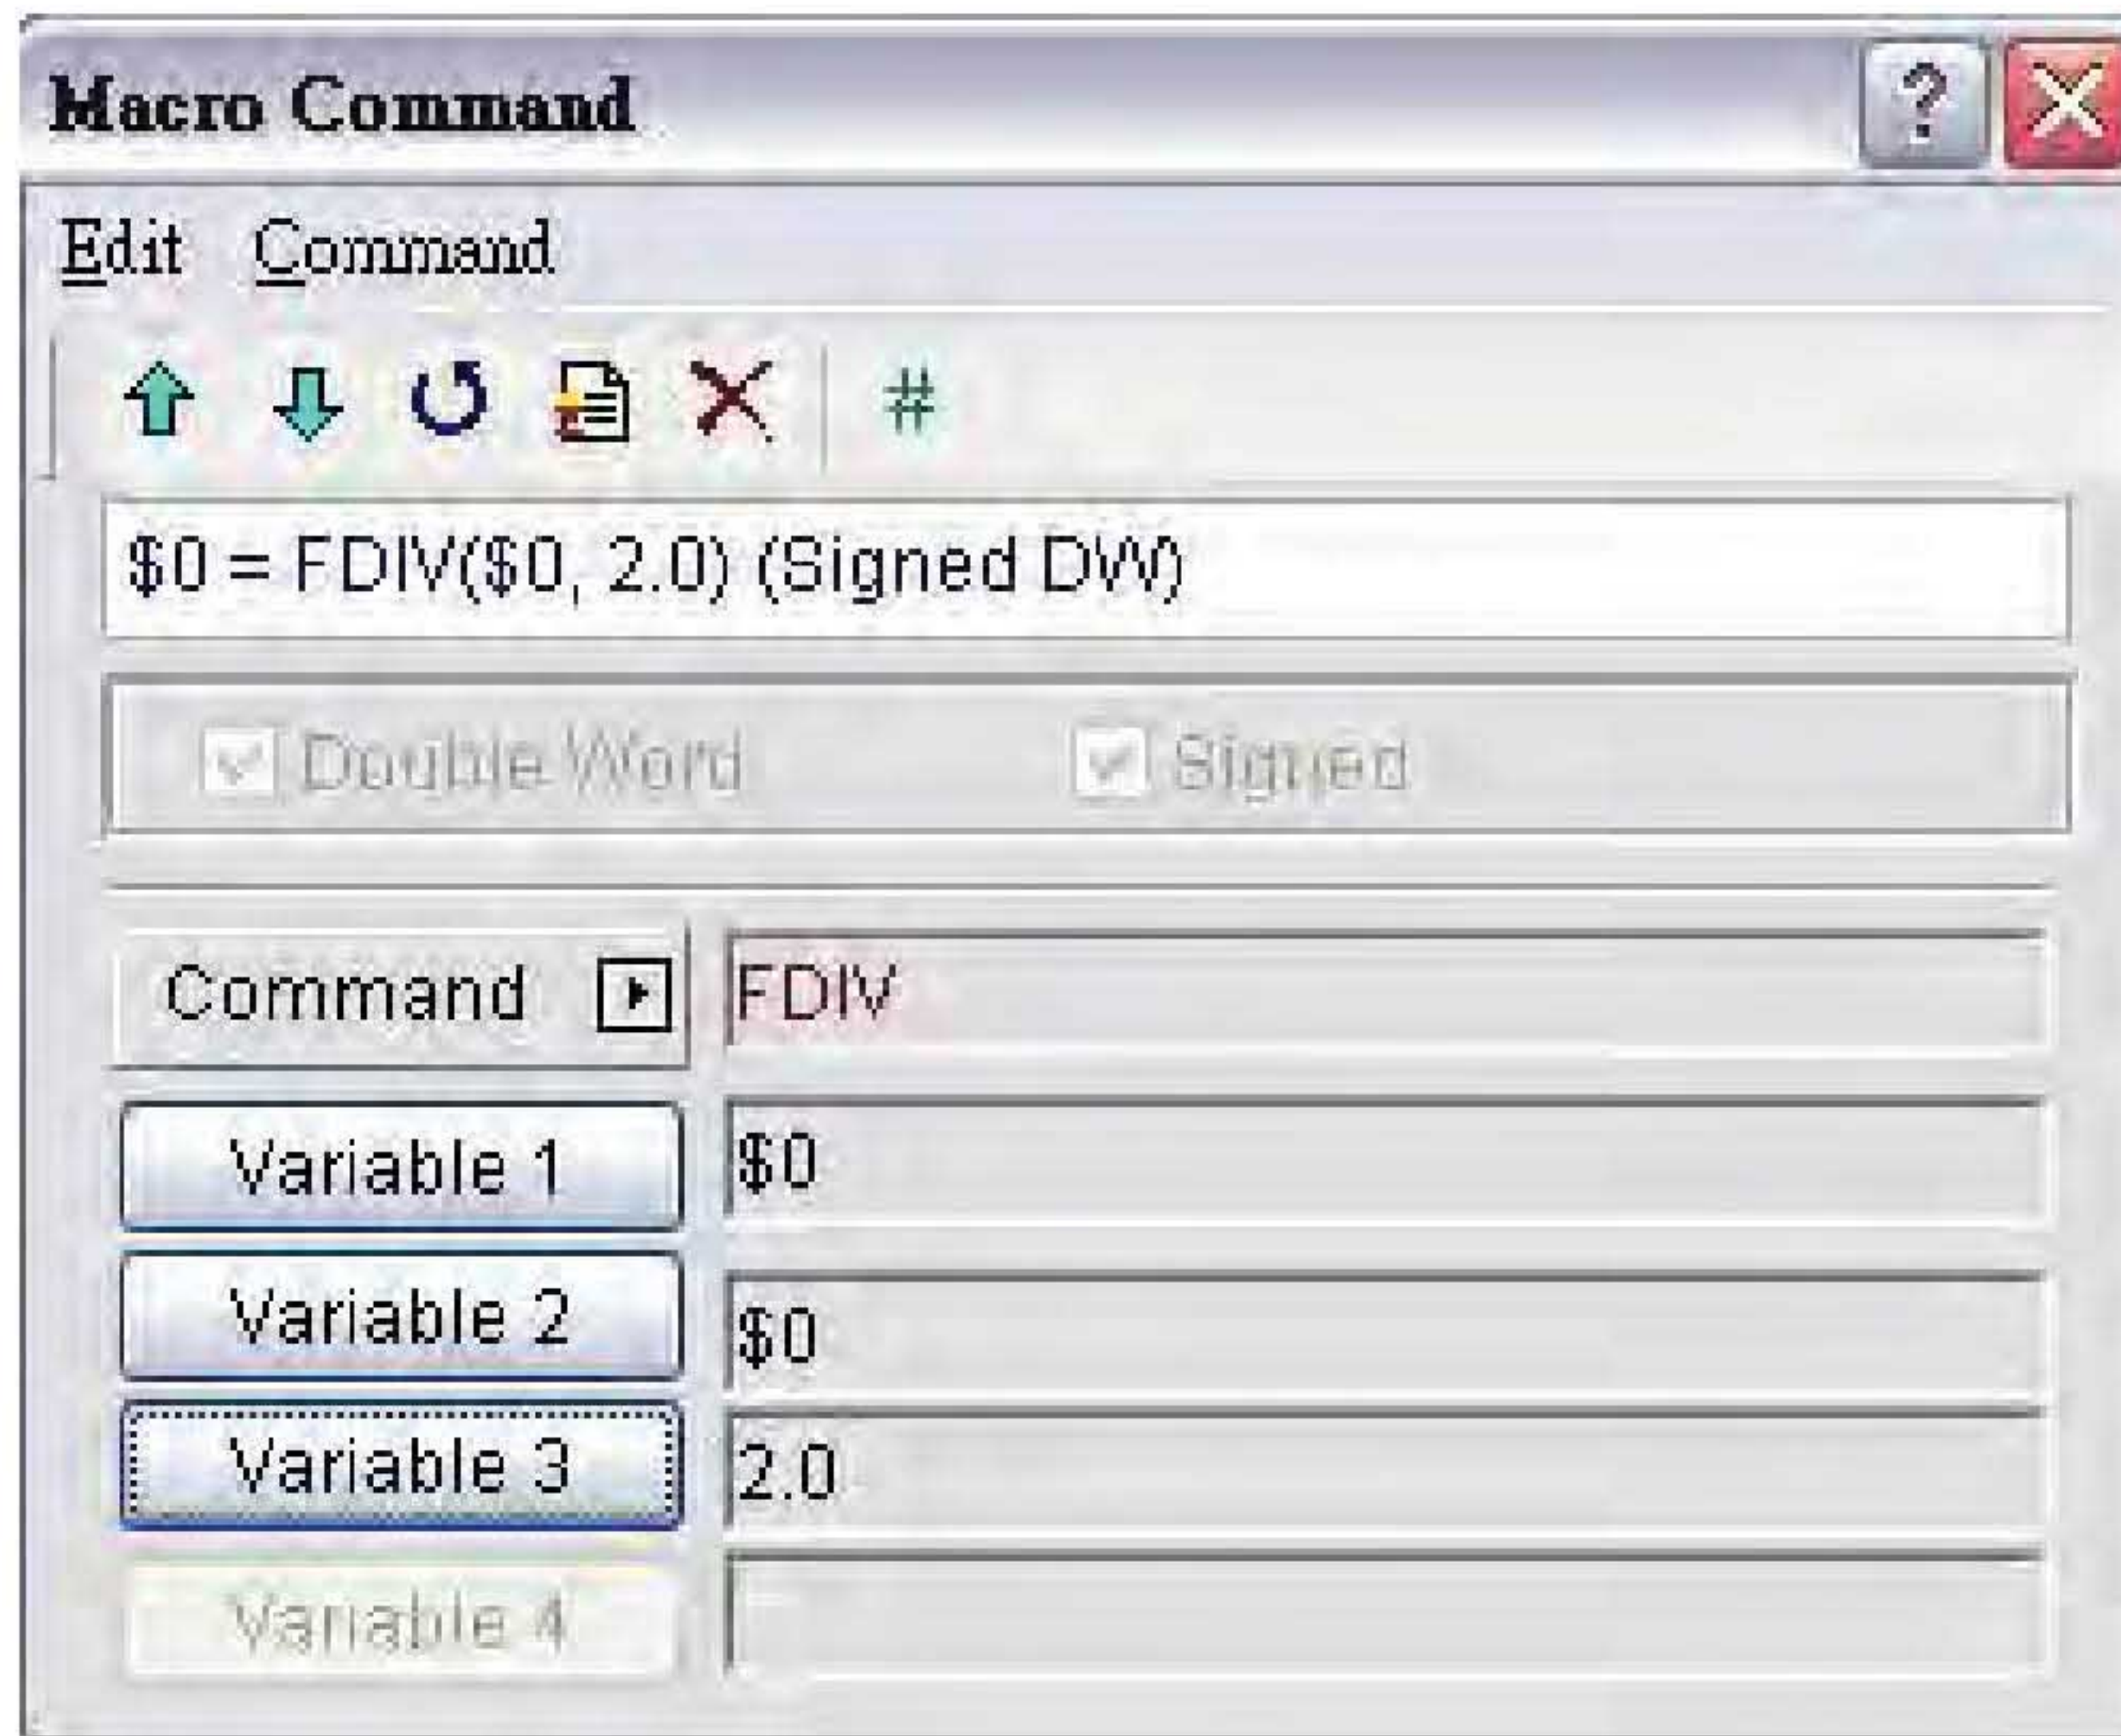 Macro Command
?
Edit Command
#
$0 = FDIV($0, 2.0) (Signed DW)
Double Word Signed
Command FDIV
Variable 1 $0
Variable 2 $0
Variable 3 2.0
Variable 4